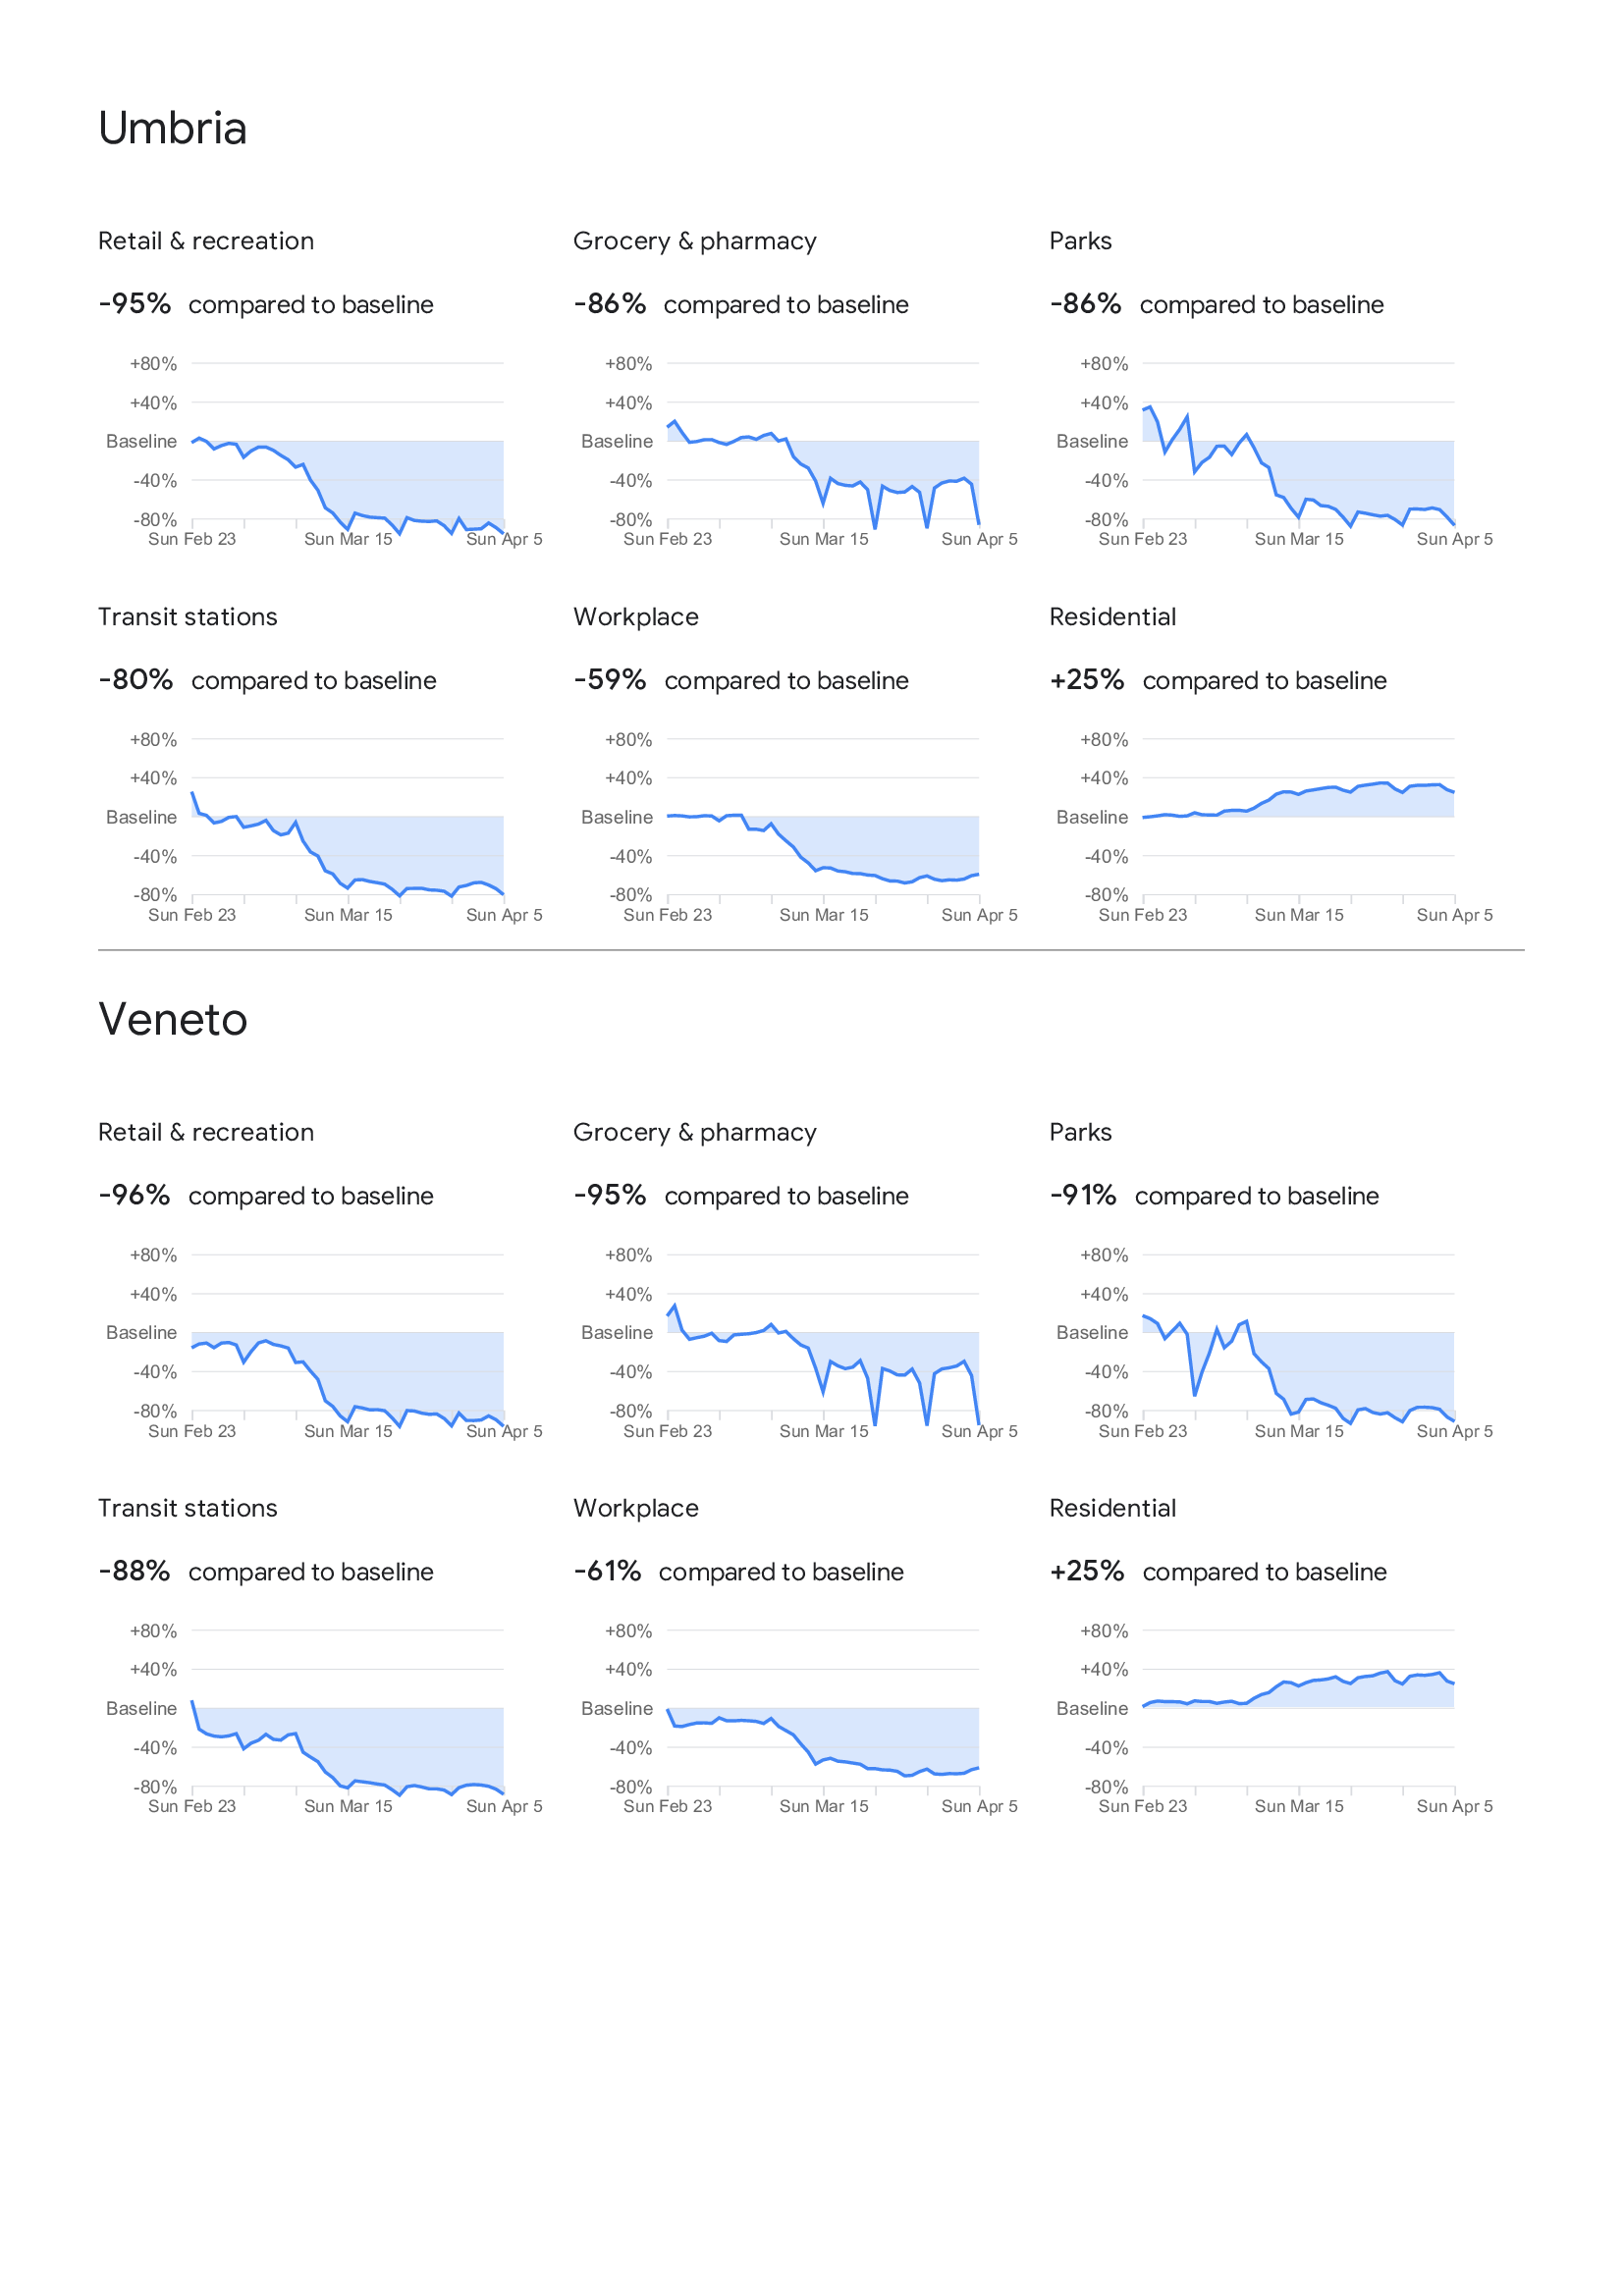 Umbria
Retail & recreation
Grocery & pharmacy
Parks
-95% compared to baseline
-86% compared to baseline
-86% compared to baseline
+80%
+40%
Baseline
-40%
-80%
Sun Feb 23 Sun Mar 15 Sun Apr 5
+80%
+40%
Baseline
-40%
-80%
Sun Feb 23 Sun Mar 15 Sun Apr 5
+80%
+40%
Baseline
-40%
-80%
Sun Feb 23 Sun Mar 15 Sun Apr 5
Transit stations
Workplace
Residential
-80% compared to baseline
-59% compared to baseline
+25% compared to baseline
+80%
+40%
Baseline
-40%
-80%
Sun Feb 23 Sun Mar 15 Sun Apr 5
+80%
+40%
Baseline
-40%
-80%
Sun Feb 23 Sun Mar 15 Sun Apr 5
+80%
+40%
Baseline
-40%
-80%
Sun Feb 23 Sun Mar 15 Sun Apr 5
Veneto
Retail & recreation
Grocery & pharmacy
Parks
-96% compared to baseline
-95% compared to baseline
-91% compared to baseline
+80%
+40%
Baseline
-40%
-80%
Sun Feb 23 Sun Mar 15 Sun Apr 5
+80%
+40%
Baseline
-40%
-80%
Sun Feb 23 Sun Mar 15 Sun Apr 5
+80%
+40%
Baseline
-40%
-80%
Sun Feb 23 Sun Mar 15 Sun Apr 5
Transit stations
Workplace
Residential
-88% compared to baseline
-61% compared to baseline
+25% compared to baseline
+80%
+40%
Baseline
-40%
-80%
Sun Feb 23 Sun Mar 15 Sun Apr 5
+80%
+40%
Baseline
-40%
-80%
Sun Feb 23 Sun Mar 15 Sun Apr 5
+80%
+40%
Baseline
-40%
-80%
Sun Feb 23 Sun Mar 15 Sun Apr 5